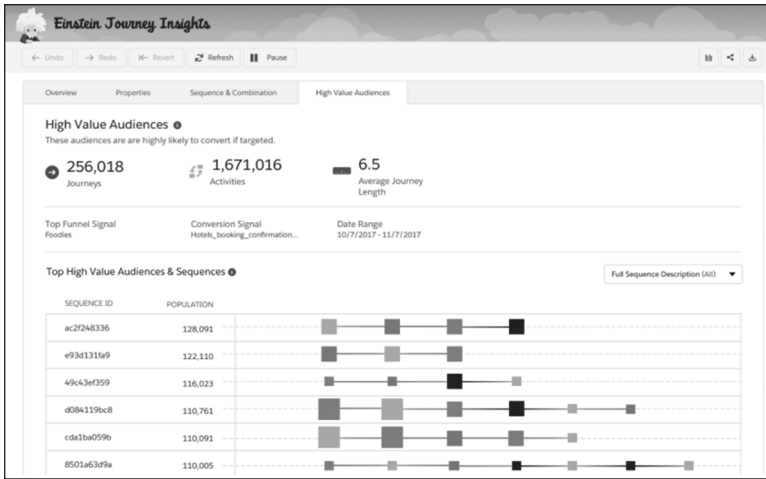 Einstein Journey Insights
Undo Redo Revert Refresh Pause
Overview Properties Sequence & Combination High Value Audiences
High Value Audiences
These audiences are are highly likely to convert if targeted.
256,018 1,671,016 6.5
Journeys Activities Average Journey Length
Top Funnel Signal Conversion Signal Date Range
Foodies Hotels_booking_confirmation... 10/7/2017 - 11/7/2017
Top High Value Audiences & Sequences Full Sequence Description (All)
SEQUENCE ID POPULATION
ac2f248336 128,091
e93d131fa9 122,110
49c43ef359 116,023
d084119bc8 110,761
cda1ba059b 110,091
8501a63d9a 110,005